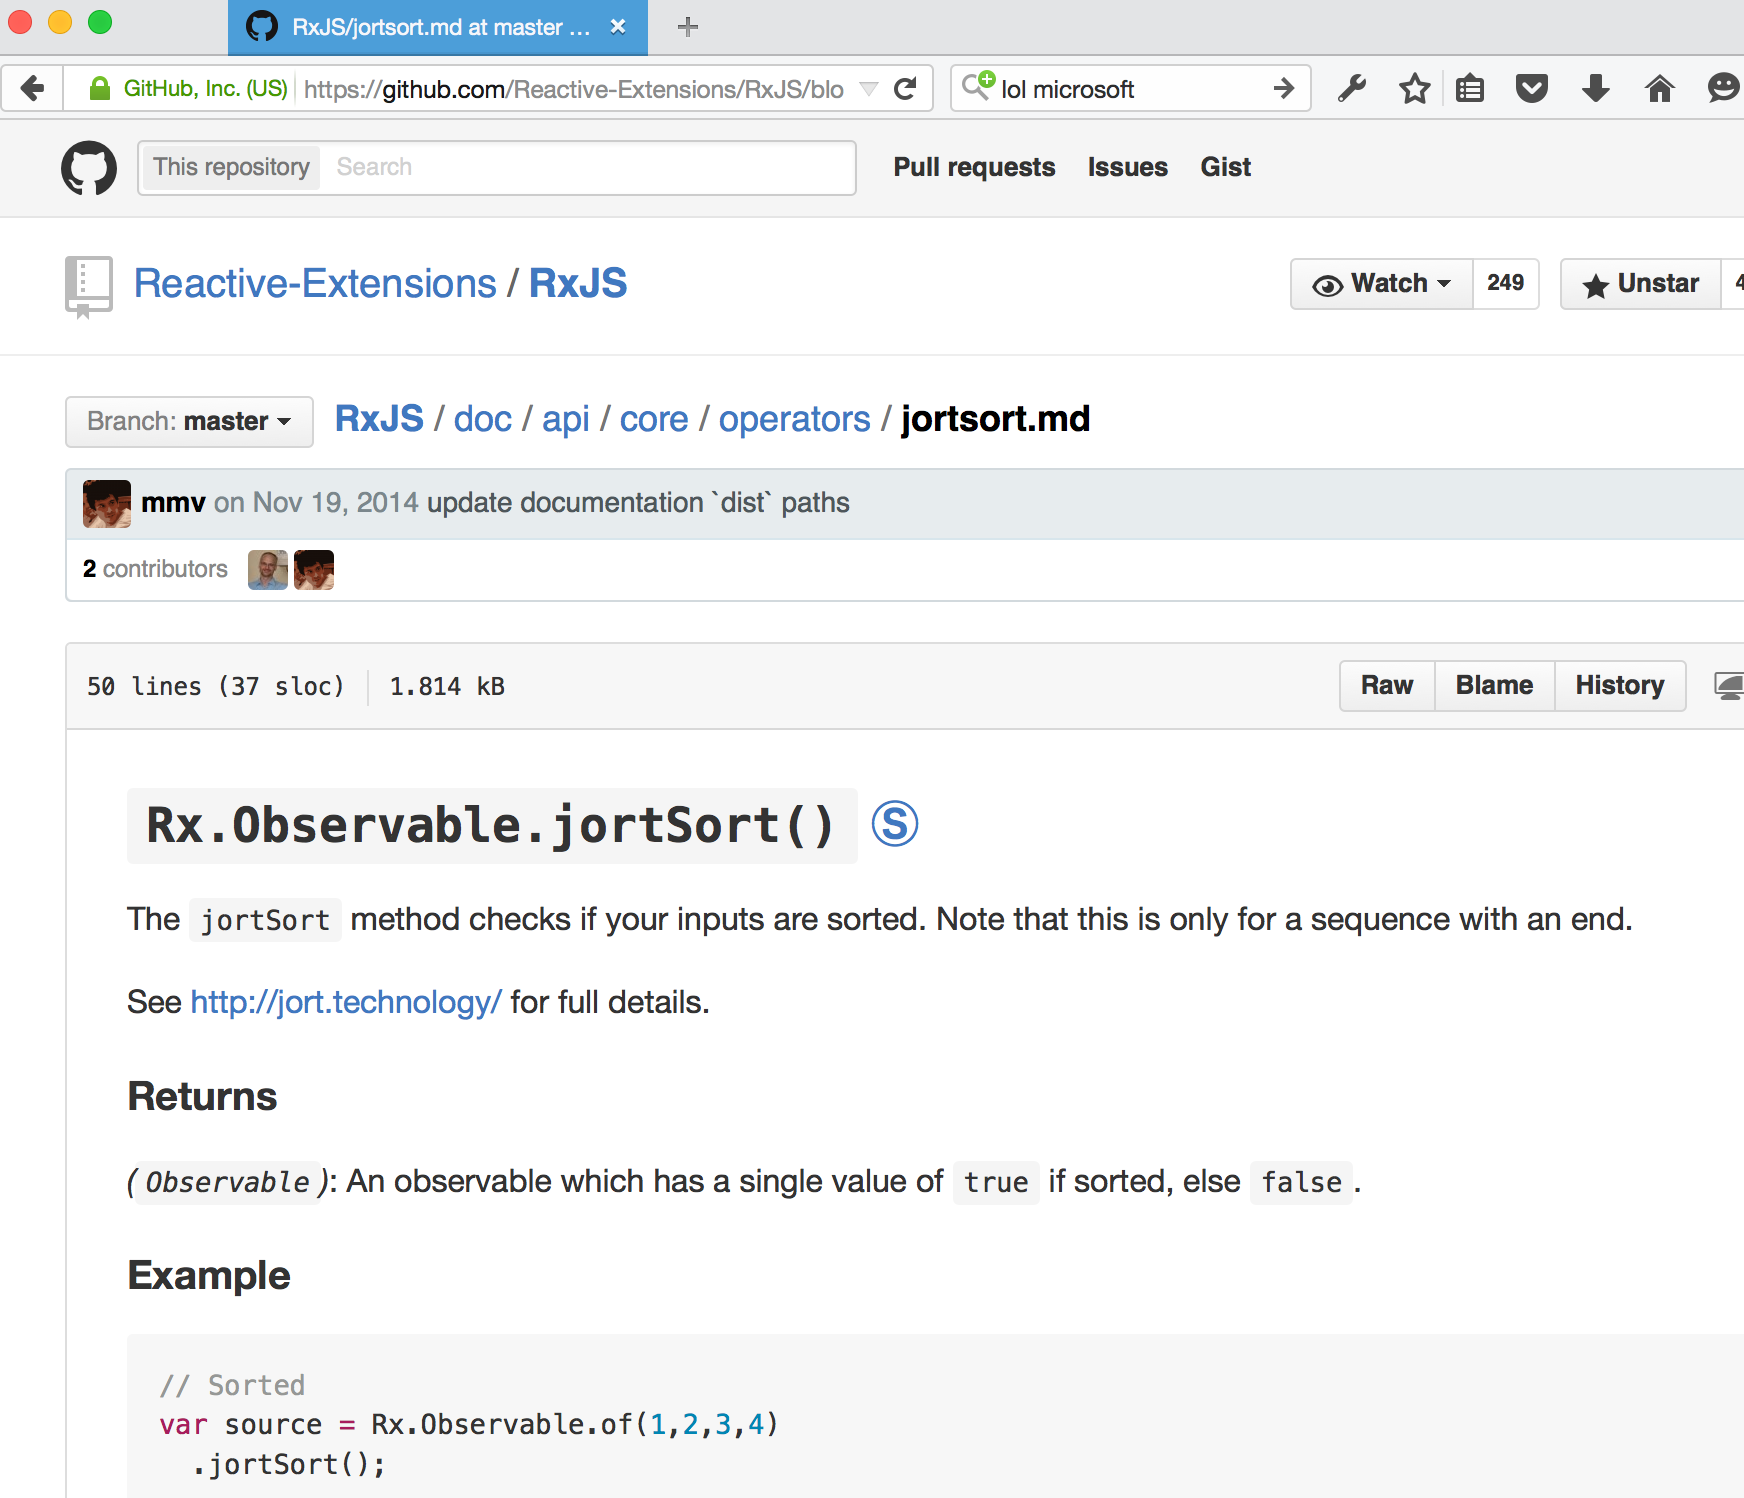 RxJS/jortsort.md at master ...
GitHub, Inc. (US) https://github.com/Reactive-Extensions/RxJS/blo lol microsoft
This repository Search Pull requests Issues Gist
Reactive-Extensions / RxJS Watch 249 Unstar 4
Branch: master RxJS / doc / api / core / operators / jortsort.md
mmv on Nov 19, 2014 update documentation `dist` paths
2 contributors
50 lines (37 sloc) 1.814 kB Raw Blame History
Rx.Observable.jortSort() Ⓢ
The jortSort method checks if your inputs are sorted. Note that this is only for a sequence with an end.
See http://jort.technology/ for full details.
Returns
(Observable): An observable which has a single value of true if sorted, else false.
Example
// Sorted
var source = Rx.Observable.of(1,2,3,4)
.jortSort();